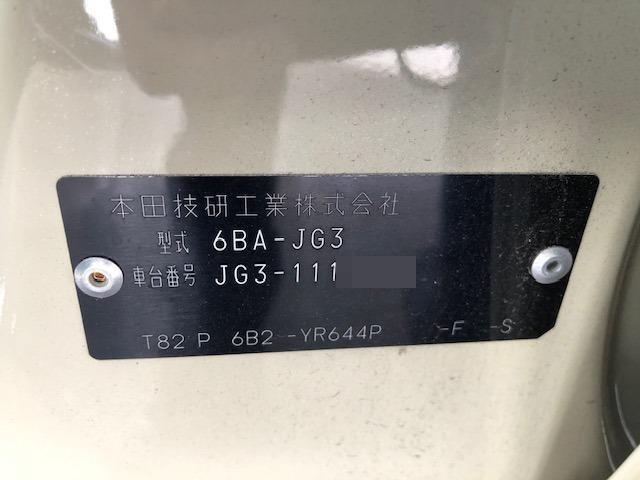 本田技研工業株式会社
型式 6BA-JG3
車台番号 JG3-111
T82 P 6B2 -YR644P -F -S